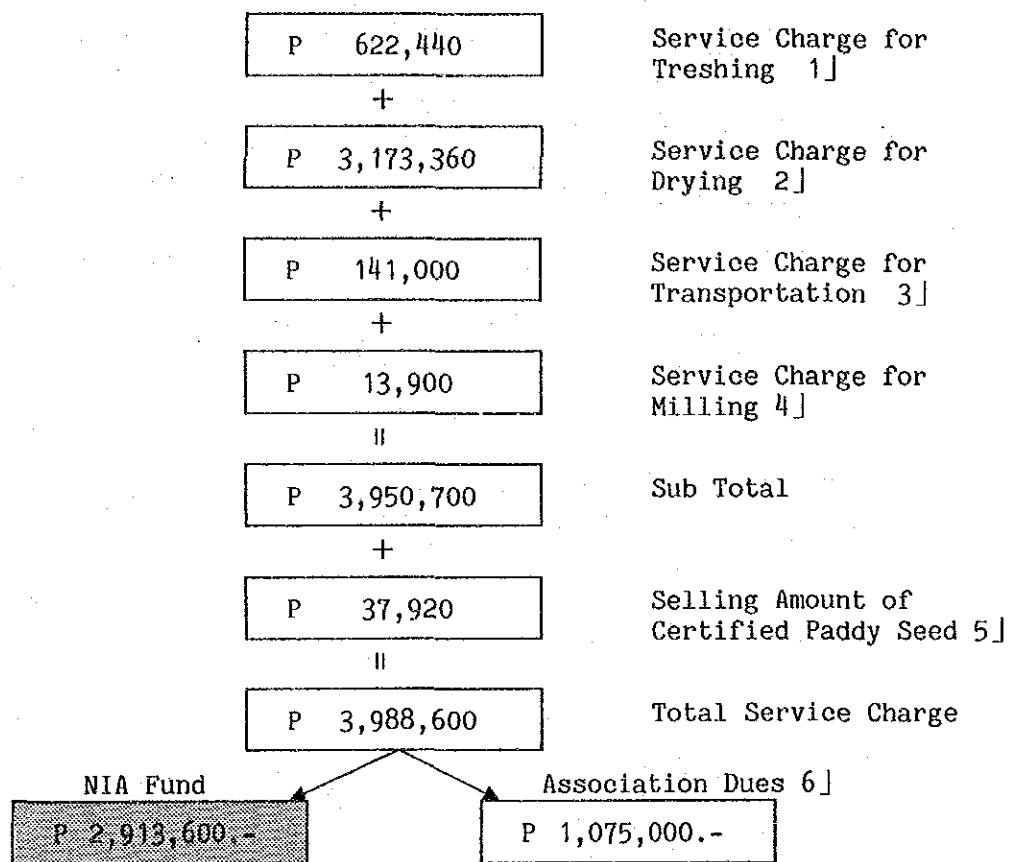 P 622,440 Service Charge for
Treshing 1⌋
+
P 3,173,360 Service Charge for
Drying 2⌋
+
P 141,000 Service Charge for
Transportation 3⌋
+
P 13,900 Service Charge for
Milling 4⌋
=
P 3,950,700 Sub Total
+
P 37,920 Selling Amount of
Certified Paddy Seed 5⌋
=
P 3,988,600 Total Service Charge
NIA Fund Association Dues 6⌋
P 2,913,600.- P 1,075,000.-